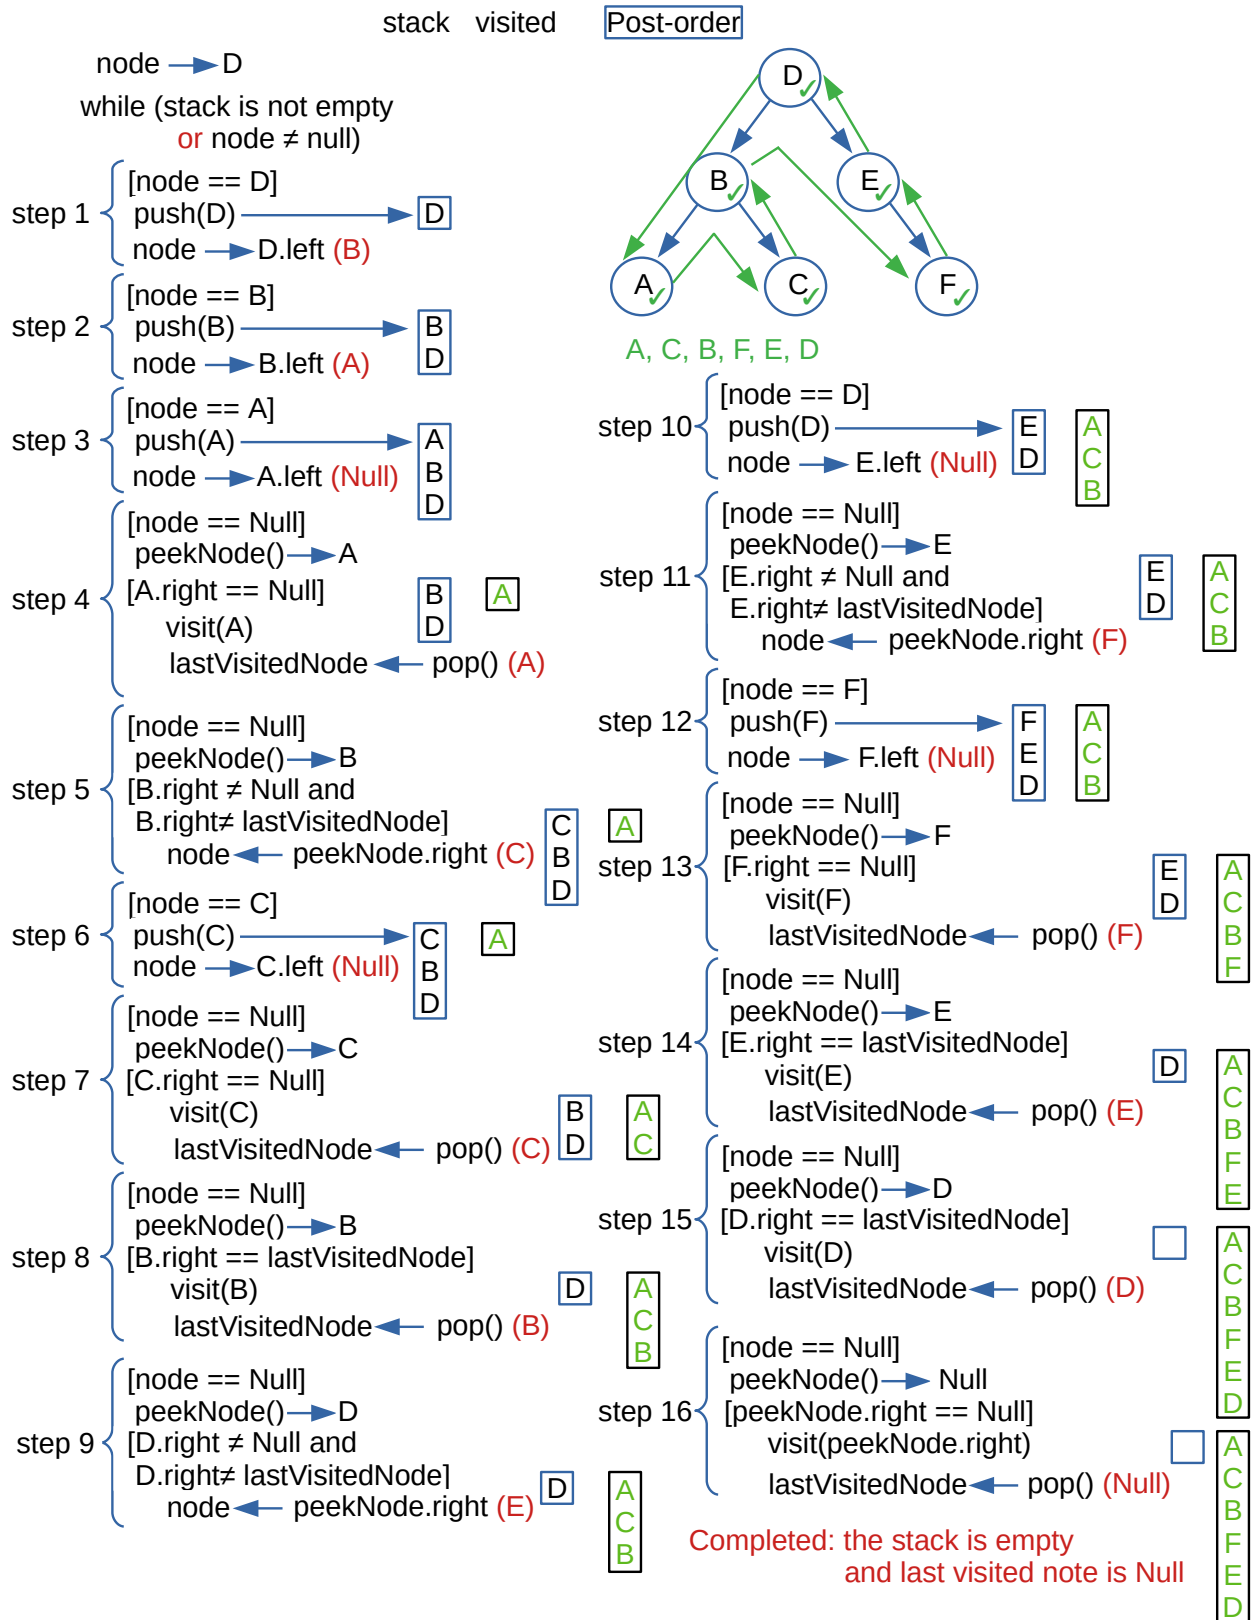 stack visited Post-order
node D
while (stack is not empty
or node ≠ null)
step 1
[node == D]
push(D)
D
node D.left (B)
step 2
[node == B]
push(B)
B
D
node B.left (A)
step 3
[node == A]
push(A)
A
B
D
node A.left (Null)
step 4
[node == Null]
peekNode() A
[A.right == Null]
visit(A)
lastVisitedNode pop() (A)
B
D
A
step 5
[node == Null]
peekNode() B
[B.right ≠ Null and
B.right≠ lastVisitedNode]
node peekNode.right (C)
C
B
D
A
step 6
[node == C]
push(C)
node C.left (Null)
C
B
D
A
step 7
[node == Null]
peekNode() C
[C.right == Null]
visit(C)
lastVisitedNode pop() (C)
B
D
A
C
step 8
[node == Null]
peekNode() B
[B.right == lastVisitedNode]
visit(B)
lastVisitedNode pop() (B)
D
A
C
B
step 9
[node == Null]
peekNode() D
[D.right ≠ Null and
D.right≠ lastVisitedNode]
node peekNode.right (E)
D
A
C
B
D
B E
A C F
A, C, B, F, E, D
step 10
[node == D]
push(D)
node E.left (Null)
E
D
A
C
B
step 11
[node == Null]
peekNode() E
[E.right ≠ Null and
E.right≠ lastVisitedNode]
node peekNode.right (F)
E
D
A
C
B
step 12
[node == F]
push(F)
node F.left (Null)
F
E
D
A
C
B
step 13
[node == Null]
peekNode() F
[F.right == Null]
visit(F)
lastVisitedNode pop() (F)
E
D
A
C
B
F
step 14
[node == Null]
peekNode() E
[E.right == lastVisitedNode]
visit(E)
lastVisitedNode pop() (E)
D
A
C
B
F
E
step 15
[node == Null]
peekNode() D
[D.right == lastVisitedNode]
visit(D)
lastVisitedNode pop() (D)
A
C
B
F
E
D
step 16
[node == Null]
peekNode() Null
[peekNode.right == Null]
visit(peekNode.right)
lastVisitedNode pop() (Null)
A
C
B
F
E
D
Completed: the stack is empty
and last visited note is Null